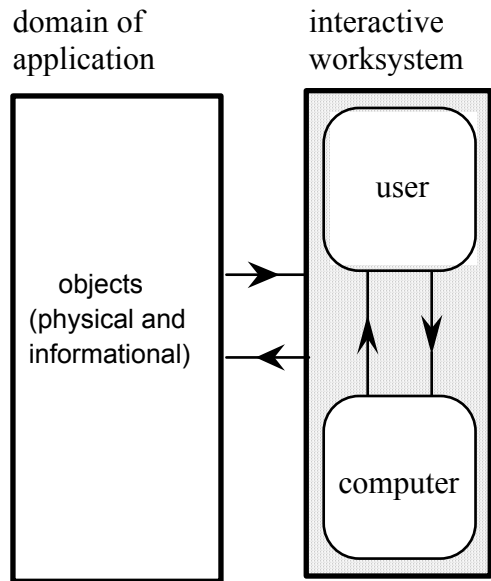 domain of
application
interactive
worksystem
user
objects
(physical and
informational)
computer